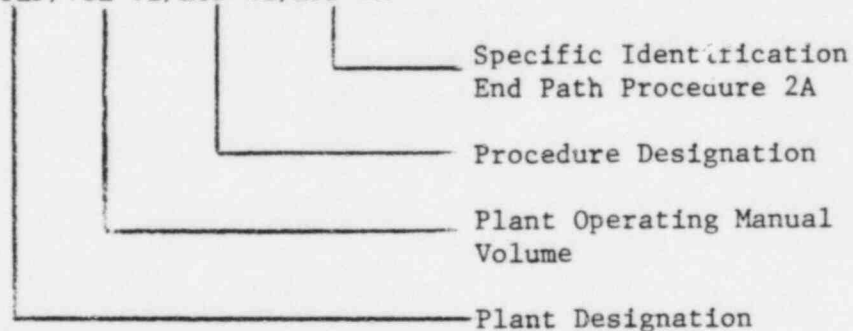 Specific Identification
End Path Procedure 2A
Procedure Designation
Plant Operating Manual
Volume
Plant Designation